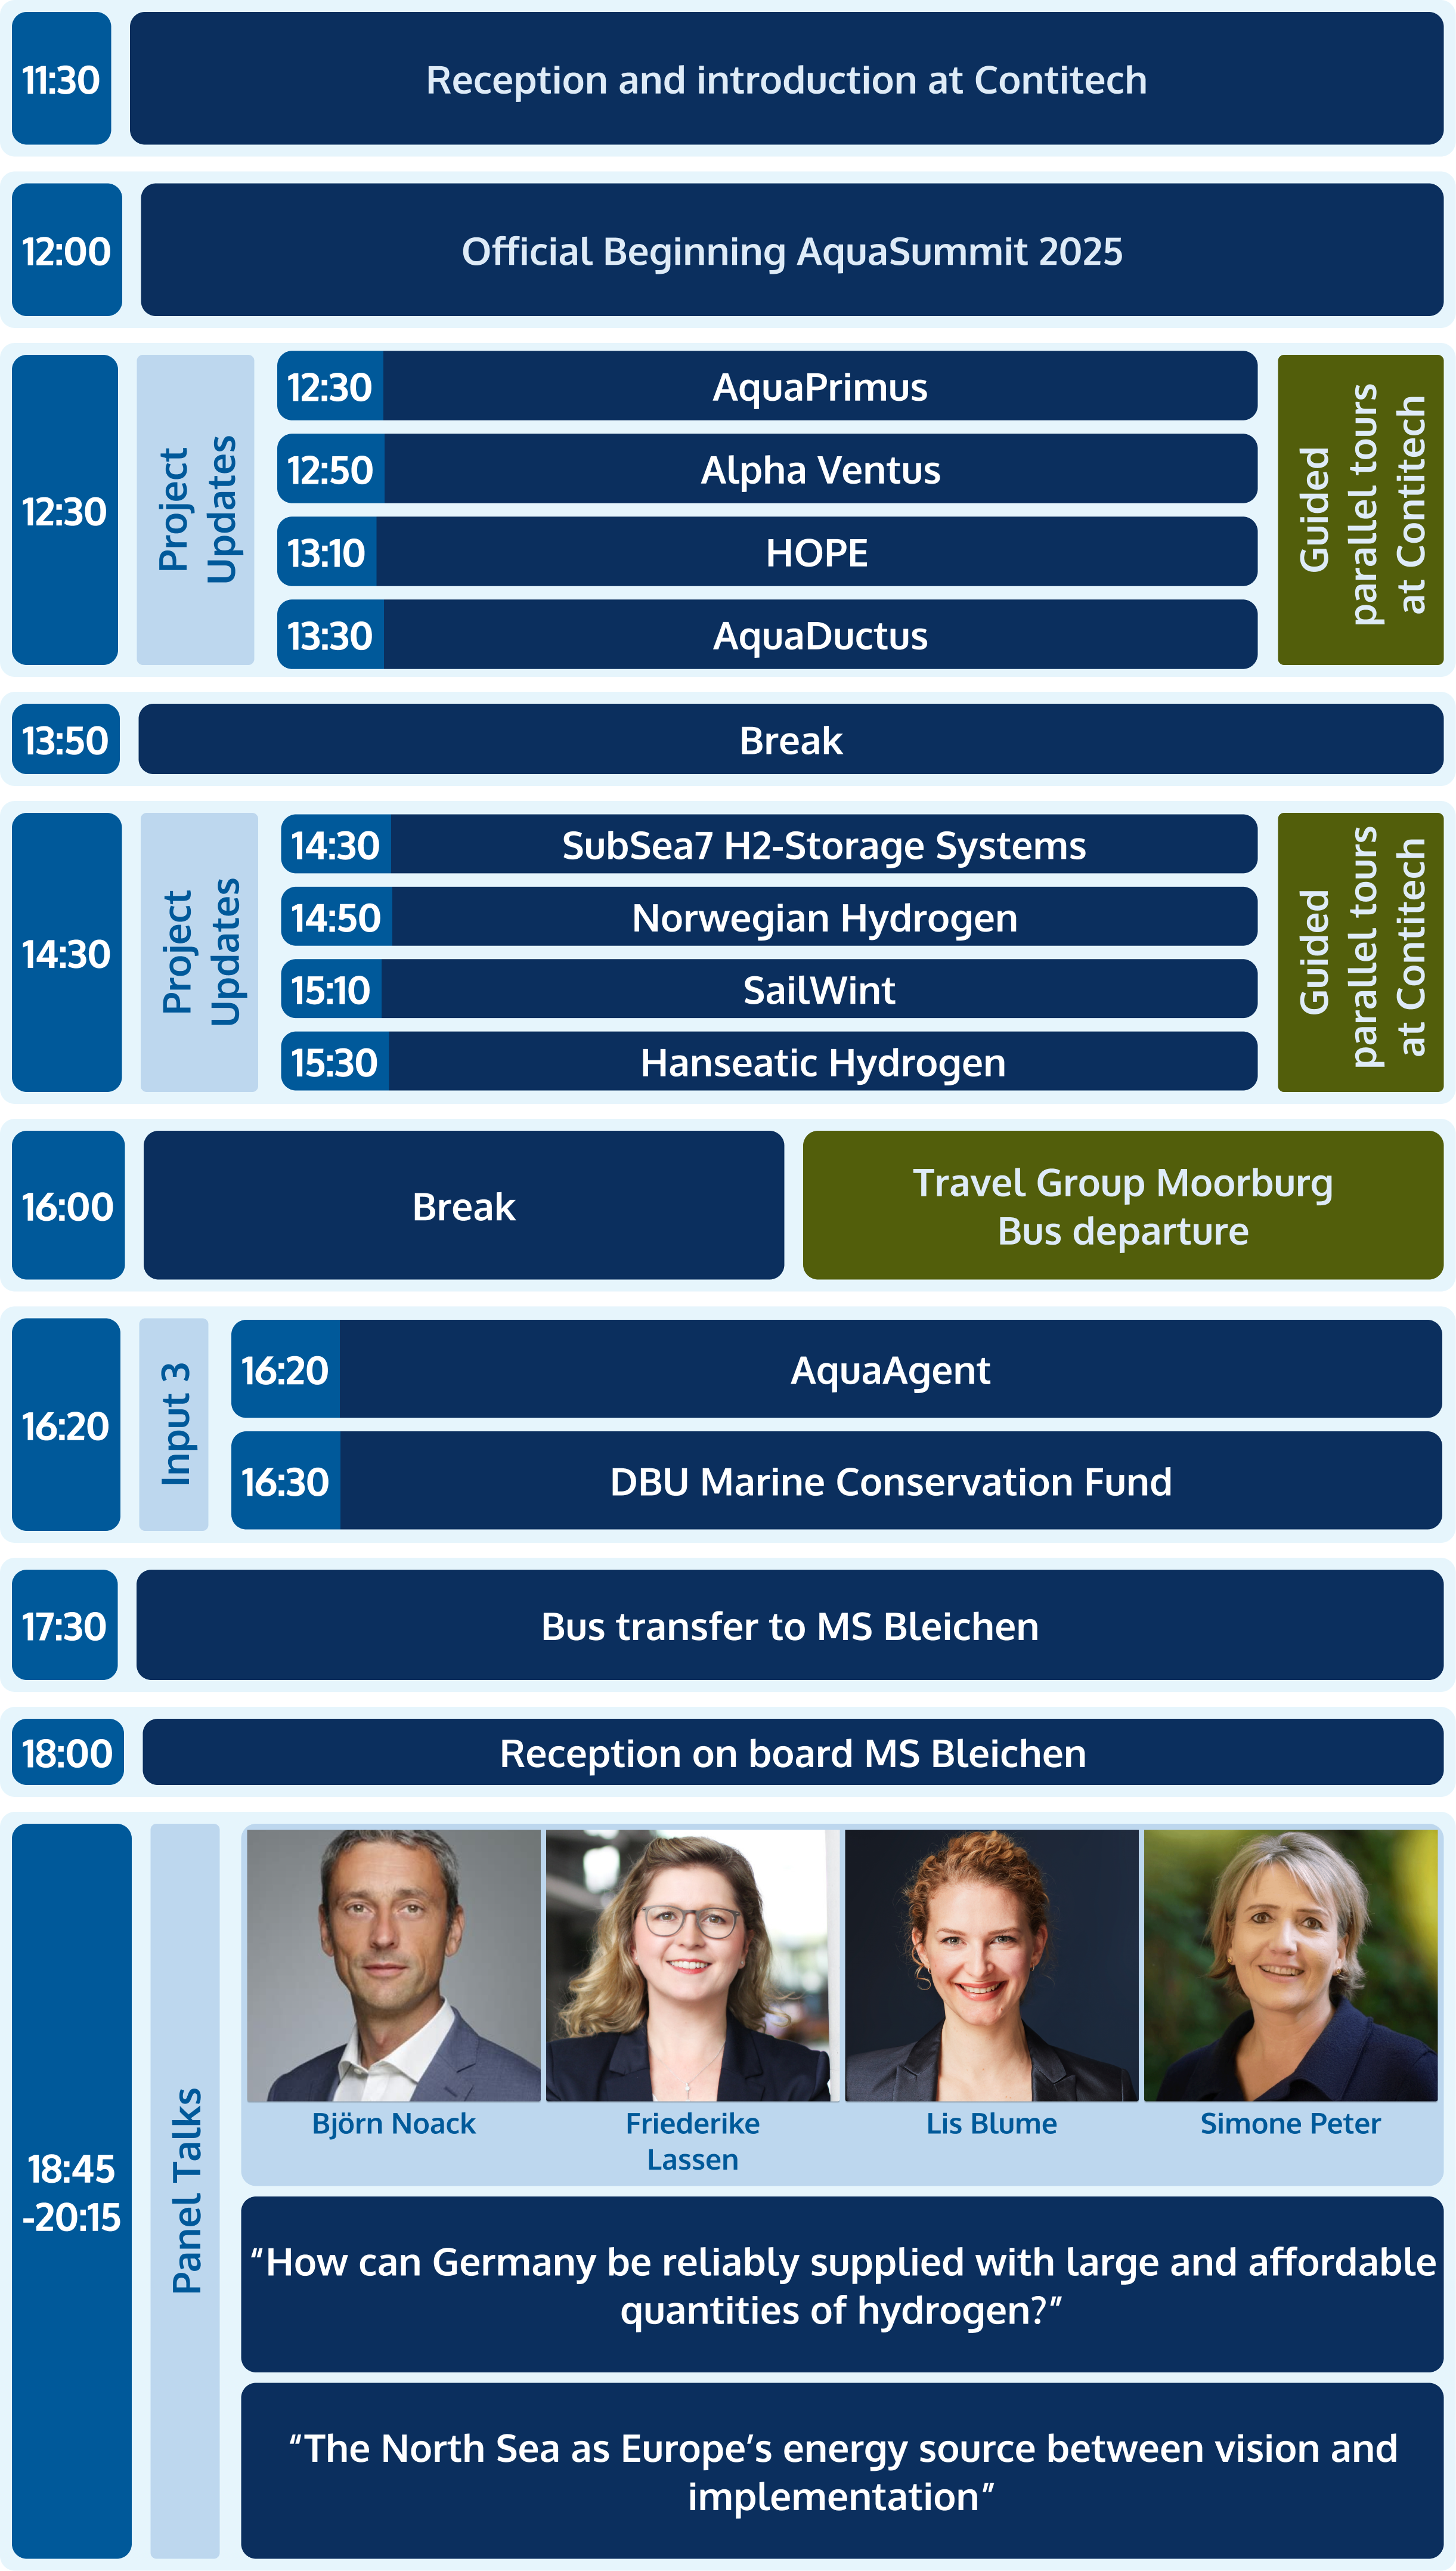 11:30
Reception and introduction at Contitech
12:00
Official Beginning AquaSummit 2025
12:30
Project
Updates
12:30
AquaPrimus
12:50
Alpha Ventus
13:10
HOPE
13:30
AquaDuctus
Guided
parallel tours
at Contitech
13:50
Break
14:30
Project
Updates
14:30
SubSea7 H2-Storage Systems
14:50
Norwegian Hydrogen
15:10
SailWint
15:30
Hanseatic Hydrogen
Guided
parallel tours
at Contitech
16:00
Break
Travel Group Moorburg
Bus departure
16:20
Input 3
16:20
AquaAgent
16:30
DBU Marine Conservation Fund
17:30
Bus transfer to MS Bleichen
18:00
Reception on board MS Bleichen
18:45
-20:15
Panel Talks
Björn Noack
Friederike
Lassen
Lis Blume
Simone Peter
“How can Germany be reliably supplied with large and affordable
quantities of hydrogen?”
“The North Sea as Europe’s energy source between vision and
implementation”